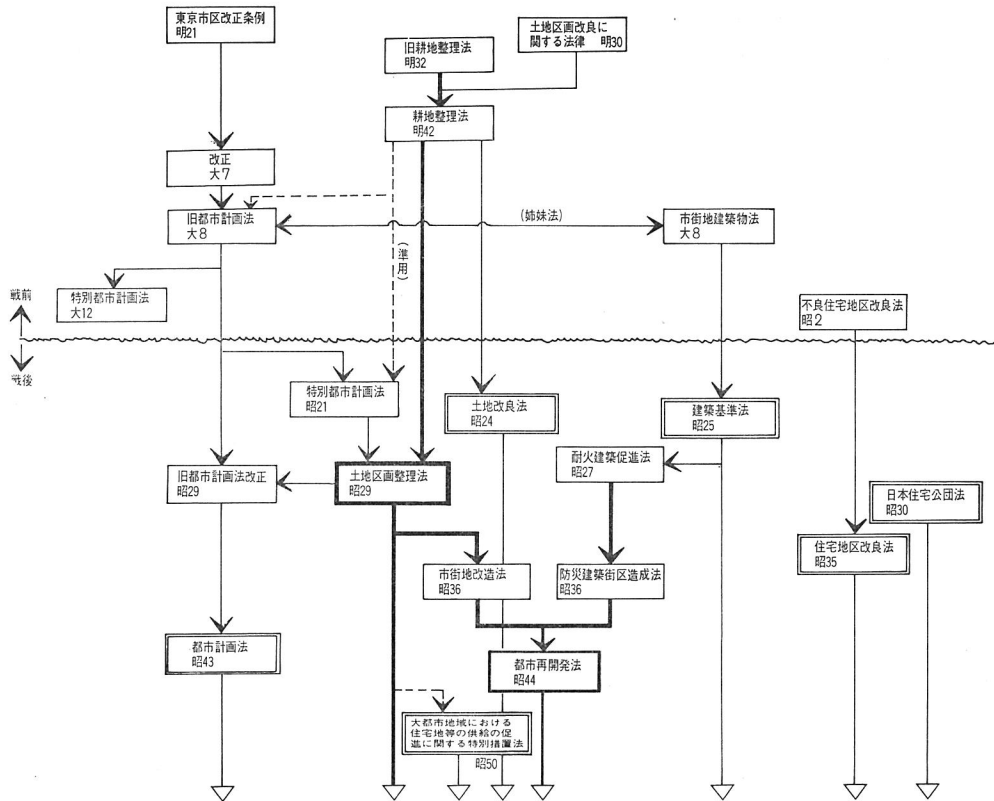 東京市区改正条例
明21
土地区画改良に
関する法律 明30
旧耕地整理法
明32
耕地整理法
明42
改正
大7
旧都市計画法
大8
(姉妹法)
市街地建築物法
大8
(準用)
特別都市計画法
大12
戦前
不良住宅地区改良法
昭2
戦後
特別都市計画法
昭21
土地改良法
昭24
建築基準法
昭25
旧都市計画法改正
昭29
土地区画整理法
昭29
耐火建築促進法
昭27
日本住宅公団法
昭30
住宅地区改良法
昭35
市街地改造法
昭36
防災建築街区造成法
昭36
都市計画法
昭43
都市再開発法
昭44
大都市地域における
住宅地等の供給の促
進に関する特別措置法
昭50